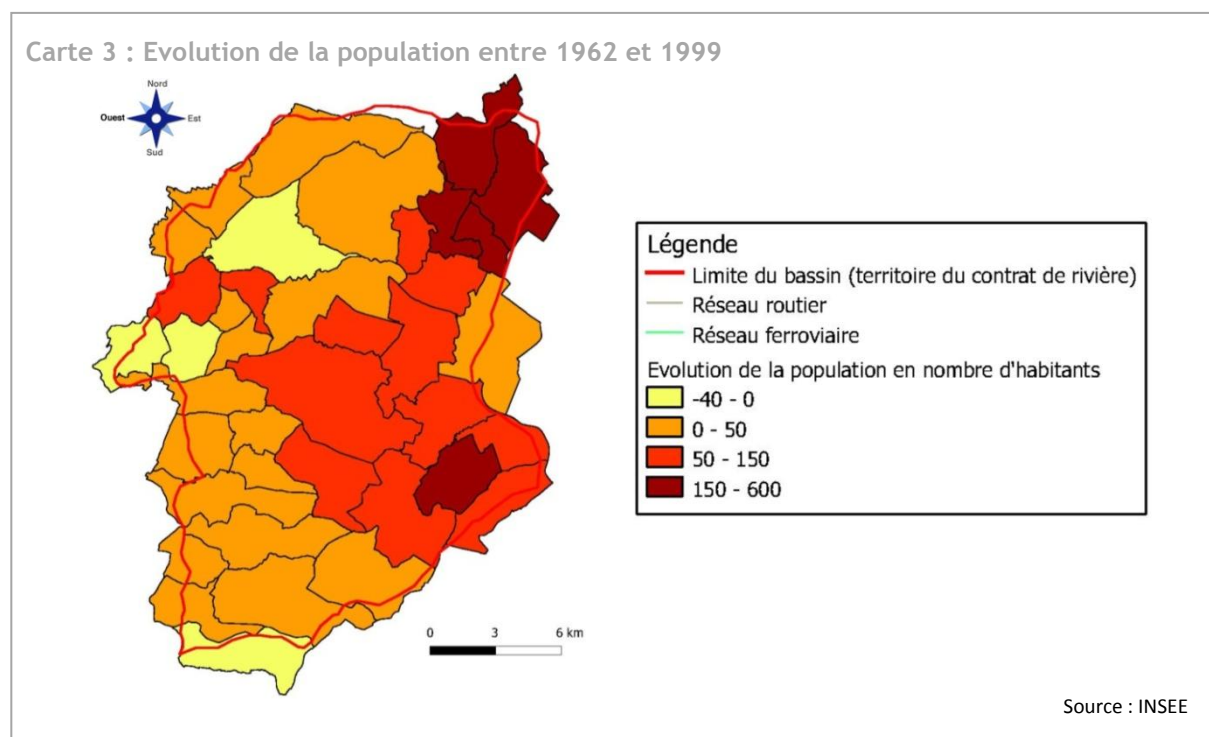 Carte 3 : Evolution de la population entre 1962 et 1999
Nord
Ouest
Est
Sud
Légende
Limite du bassin (territoire du contrat de rivière)
Réseau routier
Réseau ferroviaire
Evolution de la population en nombre d'habitants
-40 - 0
0 - 50
50 - 150
150 - 600
0 3 6 km
Source : INSEE